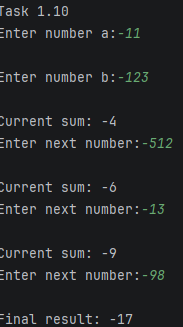 Task 1.10
Enter number a:-11
Enter number b:-123
Current sum: -4
Enter next number:-512
Current sum: -6
Enter next number:-13
Current sum: -9
Enter next number:-98
Final result: -17